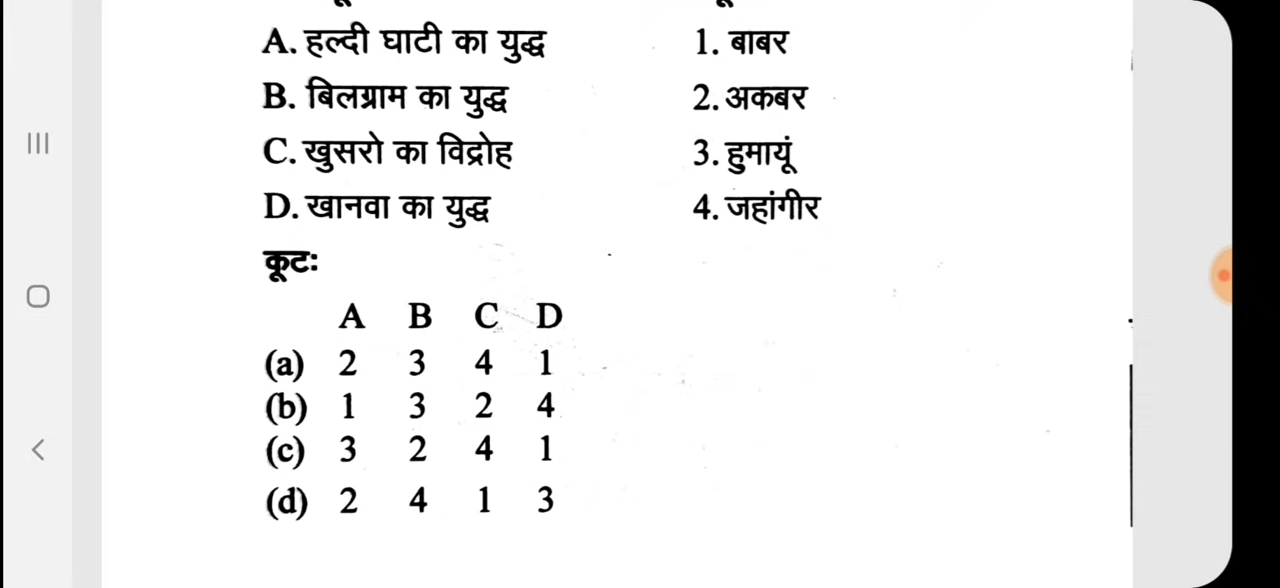 A. हल्दी घाटी का युद्ध 1. बाबर
B. बिलग्राम का युद्ध 2. अकबर
C. खुसरो का विद्रोह 3. हुमायूं
D. खानवा का युद्ध 4. जहांगीर
कूटः
A B C D
(a) 2 3 4 1
(b) 1 3 2 4
(c) 3 2 4 1
(d) 2 4 1 3